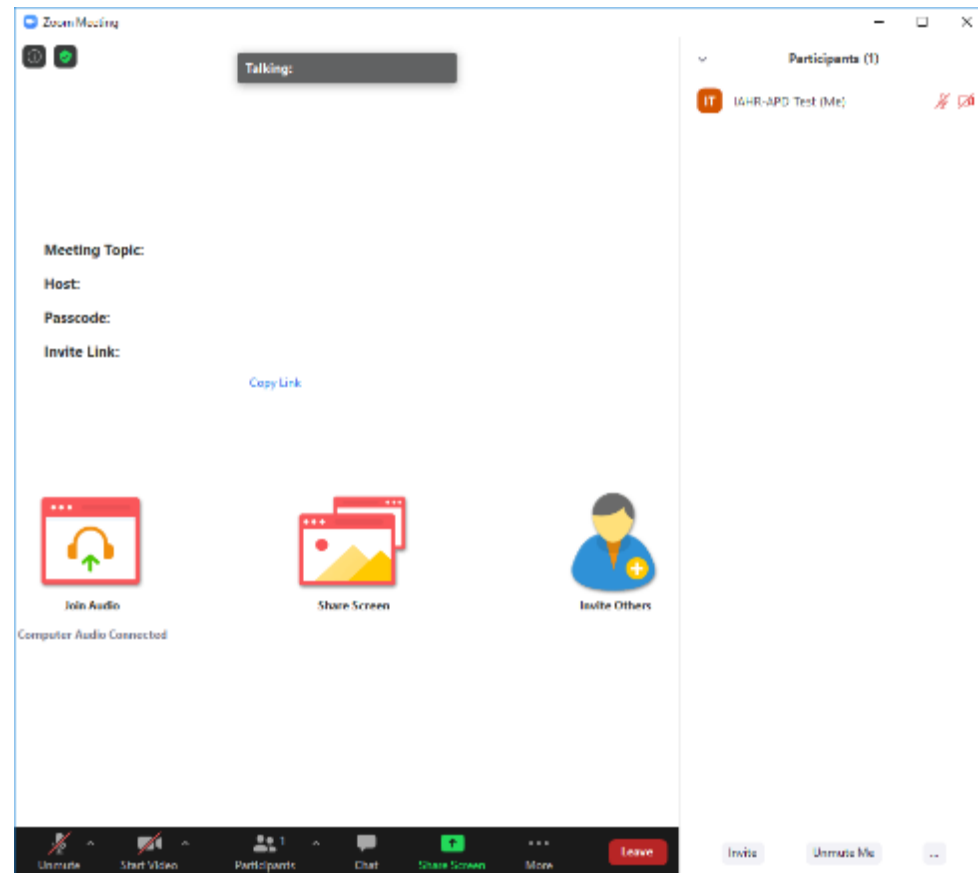 Zoom Meeting
Talking:
Participants (1)
IT
IAHR-APD Test (Me)
Meeting Topic:
Host:
Passcode:
Invite Link:
Copy Link
Join Audio
Share Screen
Invite Others
Computer Audio Connected
1
Unmute
Start Video
Participants
Chat
Share Screen
More
Leave
Invite
Unmute Me
...